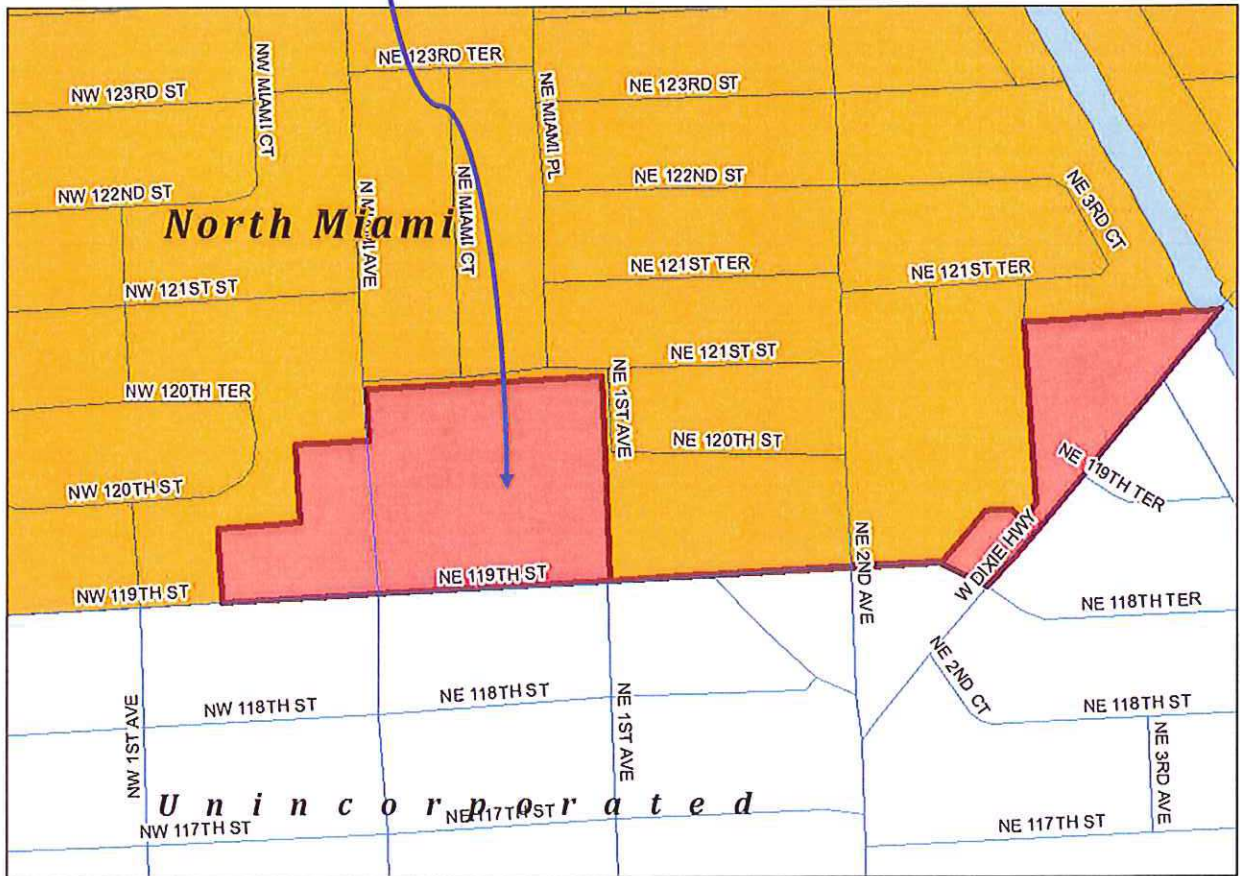 NE 123RD TER
NW 123RD ST
NW MIAMI CT
NE MIAMI PL
NE 123RD ST
NW 122ND ST
NE 122ND ST
NE 3RD CT
North Miami
N MIAMI AVE
NE MIAMI CT
NW 121ST ST
NE 121ST TER
NE 121ST TER
NE 121ST ST
NW 120TH TER
NE 1ST AVE
NE 120TH ST
NW 120TH ST
NE 119TH TER
W DIXIE HWY
NE 2ND AVE
NE 119TH ST
NW 119TH ST
NE 118TH TER
NE 2ND CT
NW 1ST AVE
NW 118TH ST
NE 118TH ST
NE 1ST AVE
NE 118TH ST
NE 3RD AVE
Unincorporated
NW 117TH ST
NE 117TH ST
NE 117TH ST